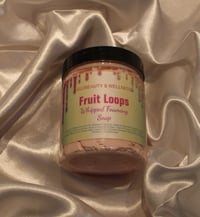 BEAUTY & WELLNESS
Fruit Loops
Whipped Foaming
Soap